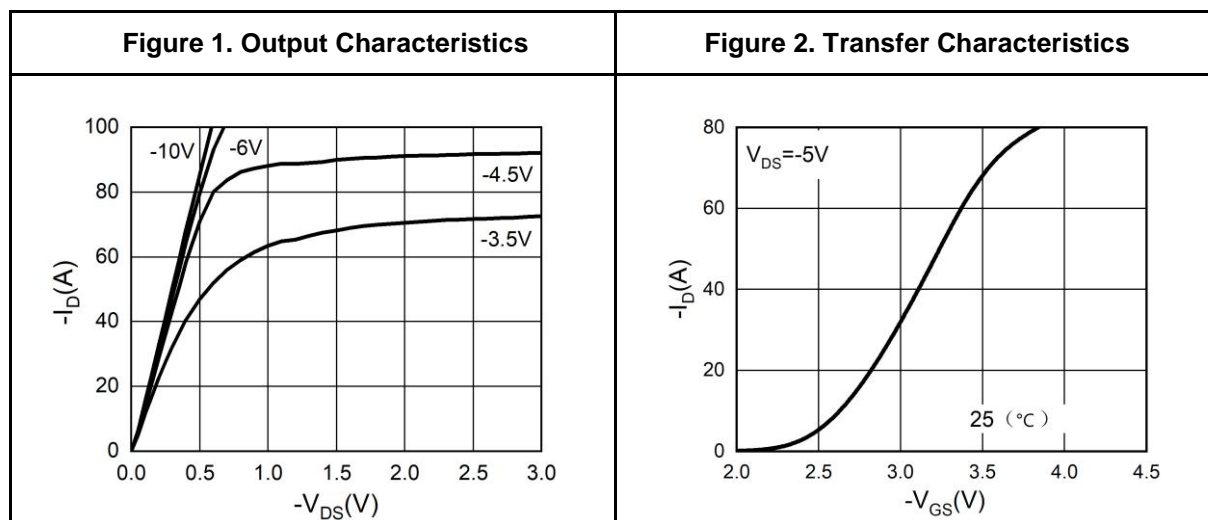 Figure 1. Output Characteristics
100
80
60
40
20
0
-I_D(A)
-10V
-6V
-4.5V
-3.5V
0.0 0.5 1.0 1.5 2.0 2.5 3.0
-V_DS(V)
Figure 2. Transfer Characteristics
80
60
40
20
0
-I_D(A)
V_DS=-5V
25（℃）
2.0 2.5 3.0 3.5 4.0 4.5
-V_GS(V)